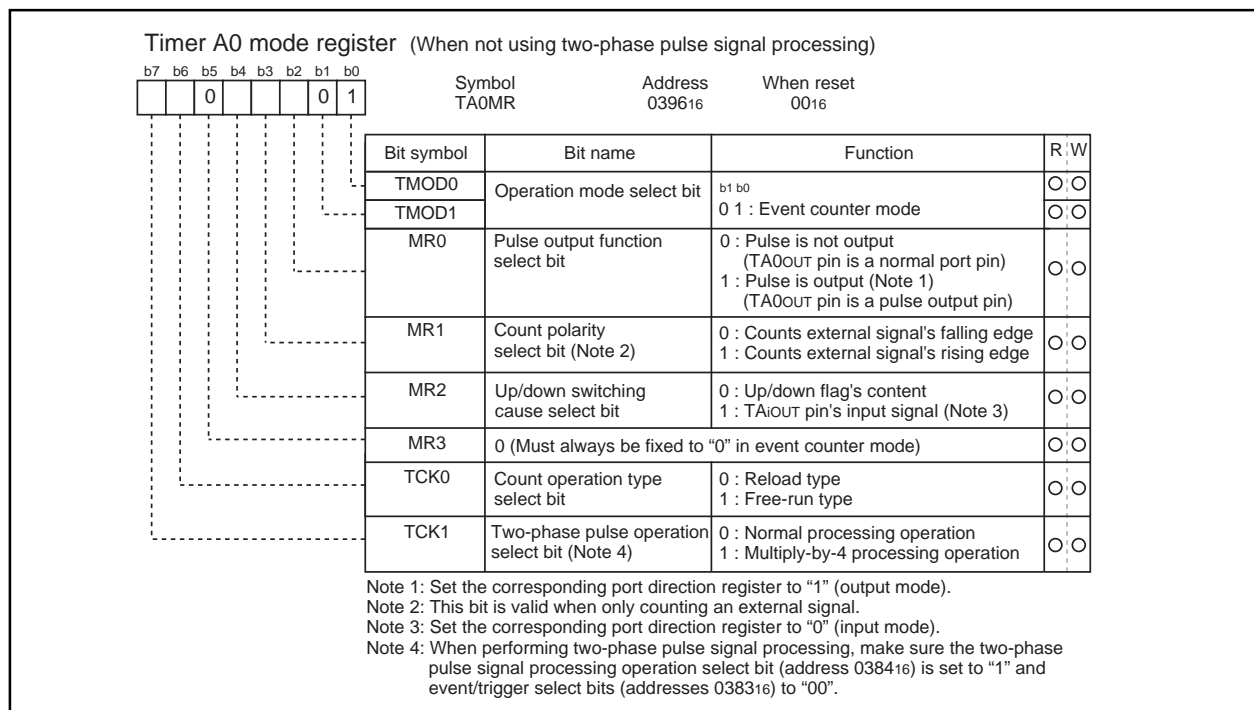 Timer A0 mode register (When not using two-phase pulse signal processing)
b7 b6 b5 b4 b3 b2 b1 b0
0 0 1
Symbol Address When reset
TA0MR 039616 0016
Bit symbol Bit name Function R W
TMOD0
TMOD1
Operation mode select bit
b1 b0
0 1 : Event counter mode
MR0
Pulse output function
select bit
0 : Pulse is not output
(TA0OUT pin is a normal port pin)
1 : Pulse is output (Note 1)
(TA0OUT pin is a pulse output pin)
MR1
Count polarity
select bit (Note 2)
0 : Counts external signal's falling edge
1 : Counts external signal's rising edge
MR2
Up/down switching
cause select bit
0 : Up/down flag's content
1 : TAiOUT pin's input signal (Note 3)
MR3
0 (Must always be fixed to “0” in event counter mode)
TCK0
Count operation type
select bit
0 : Reload type
1 : Free-run type
TCK1
Two-phase pulse operation
select bit (Note 4)
0 : Normal processing operation
1 : Multiply-by-4 processing operation
Note 1: Set the corresponding port direction register to “1” (output mode).
Note 2: This bit is valid when only counting an external signal.
Note 3: Set the corresponding port direction register to “0” (input mode).
Note 4: When performing two-phase pulse signal processing, make sure the two-phase
pulse signal processing operation select bit (address 038416) is set to “1” and
event/trigger select bits (addresses 038316) to “00”.